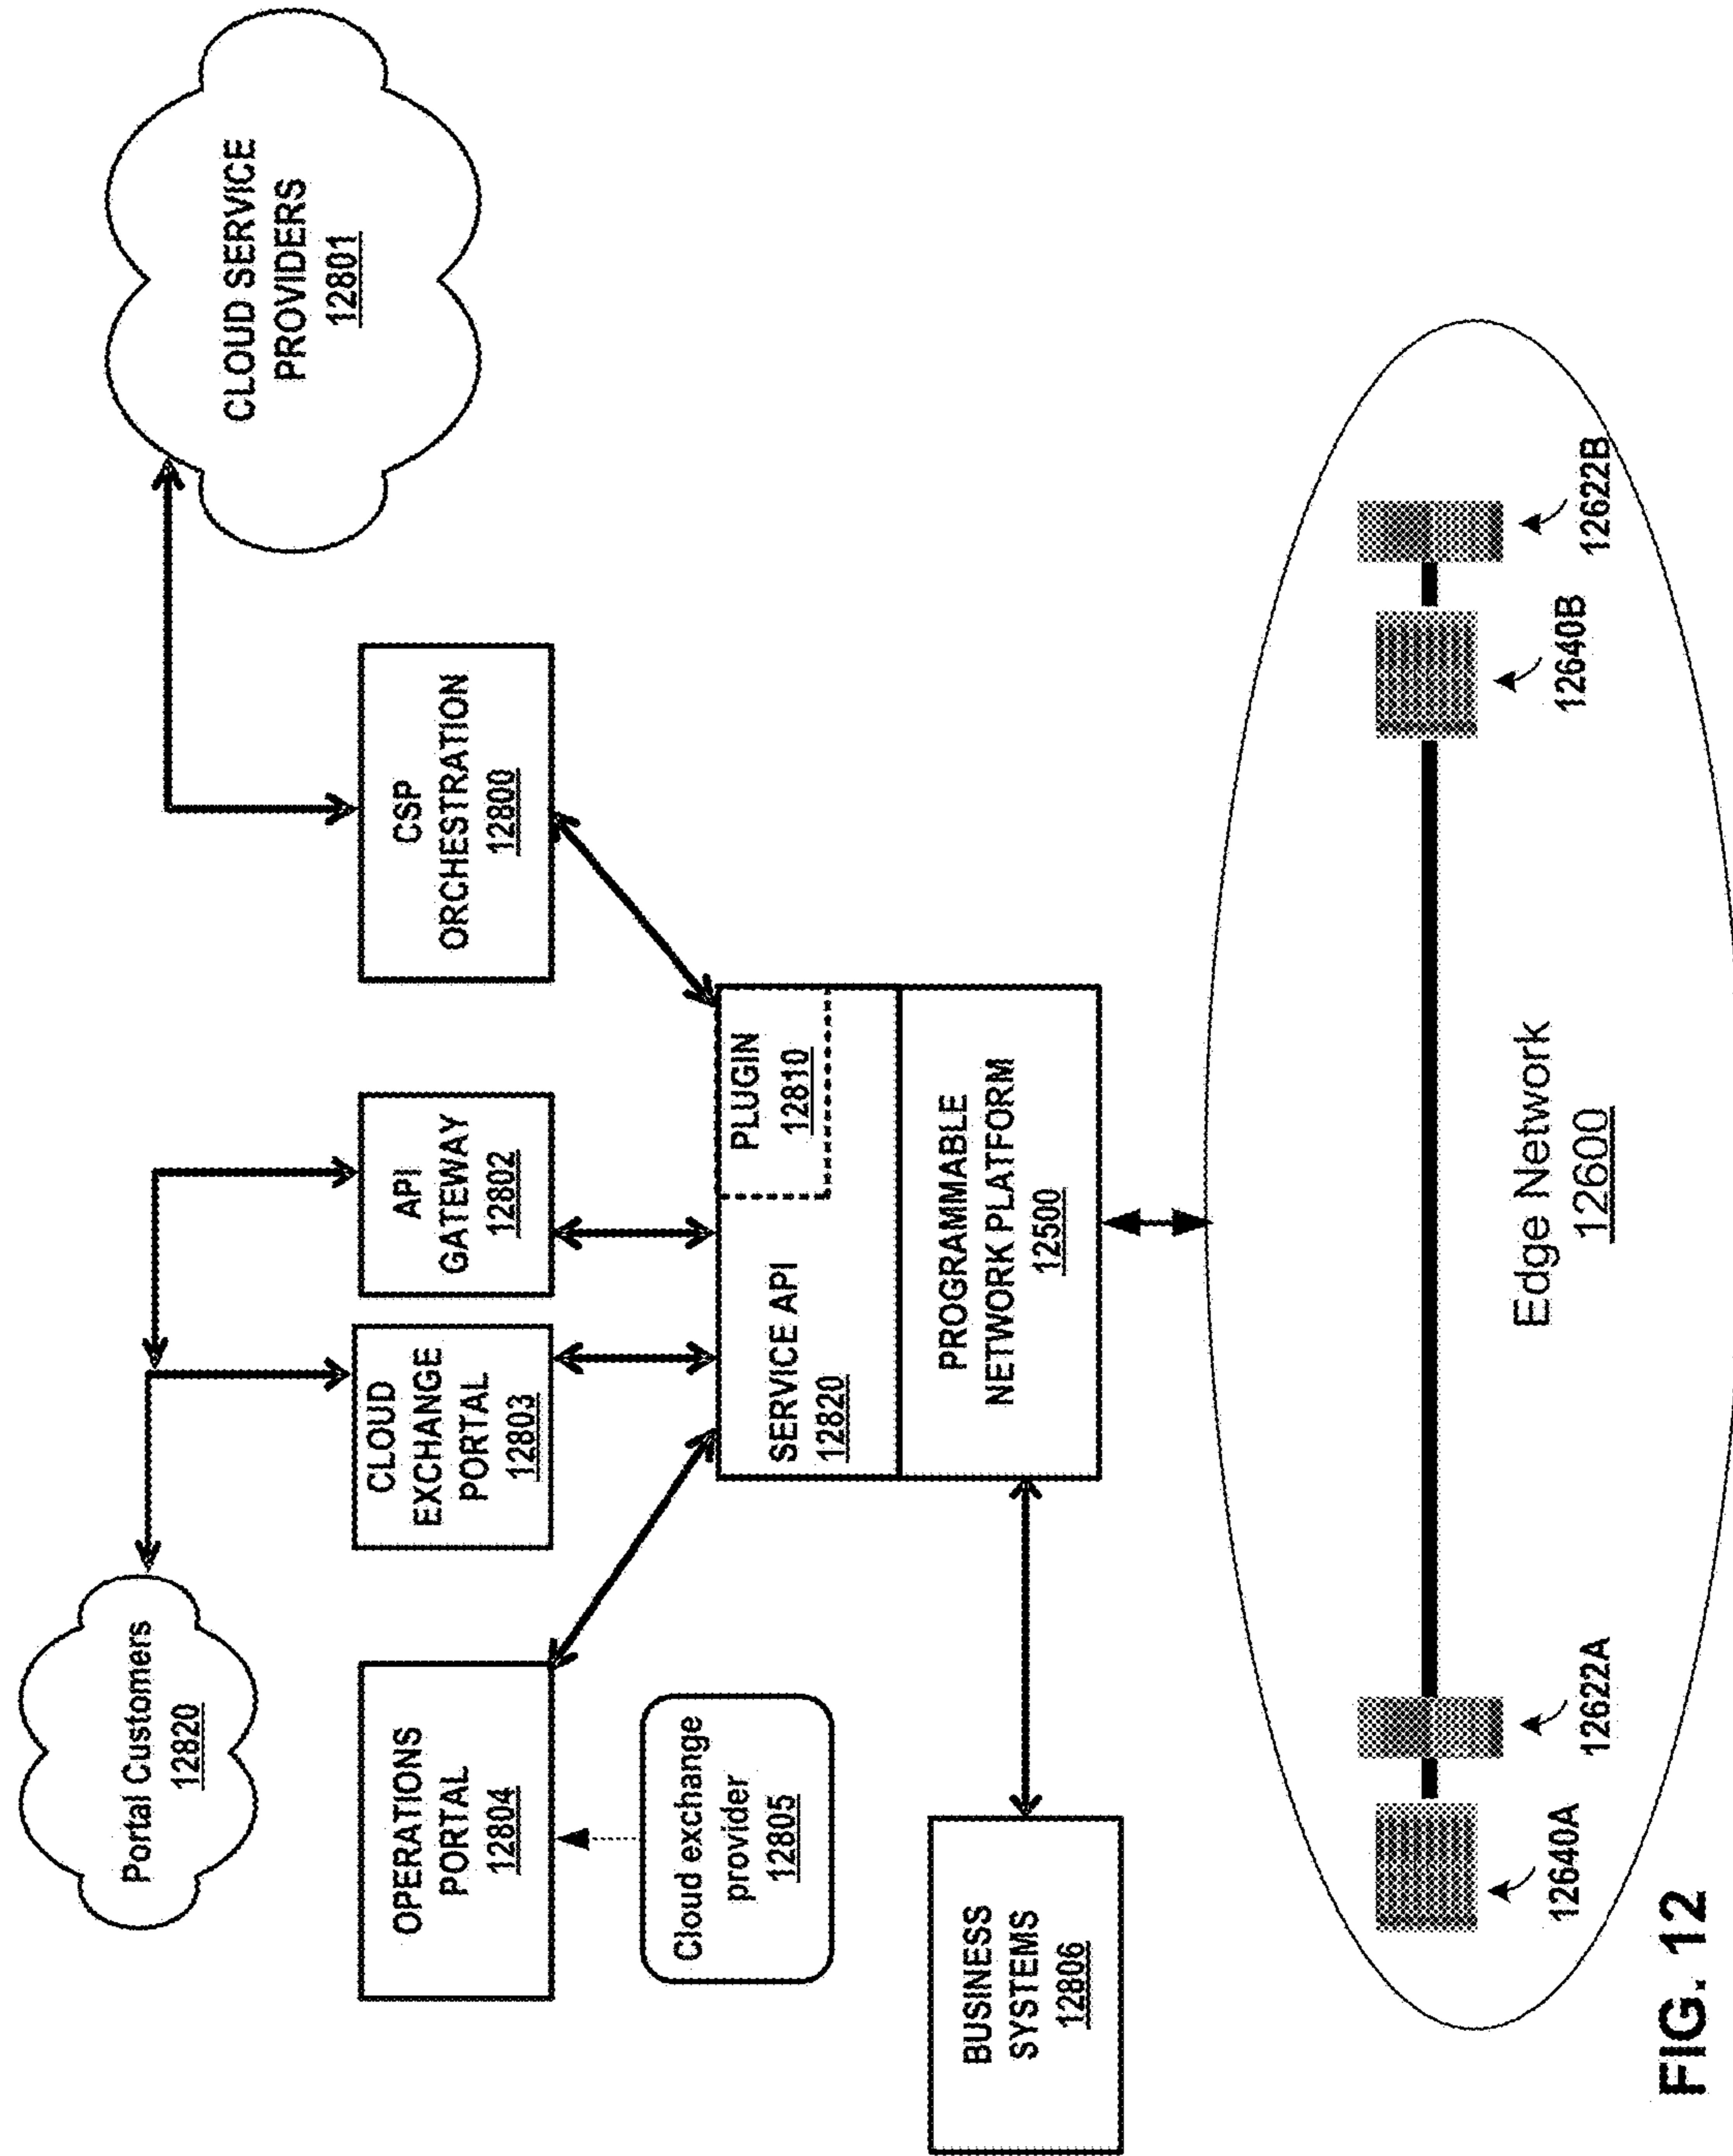 Portal Customers
12820
CLOUD SERVICE
PROVIDERS
12801
OPERATIONS
PORTAL
12804
CLOUD
EXCHANGE
PORTAL
12803
API
GATEWAY
12802
CSP
ORCHESTRATION
12800
Cloud exchange
provider
12805
SERVICE API
12820
PLUGIN
12810
BUSINESS
SYSTEMS
12806
PROGRAMMABLE
NETWORK PLATFORM
12500
12640A
12622A
12640B
12622B
Edge Network
12600
FIG. 12